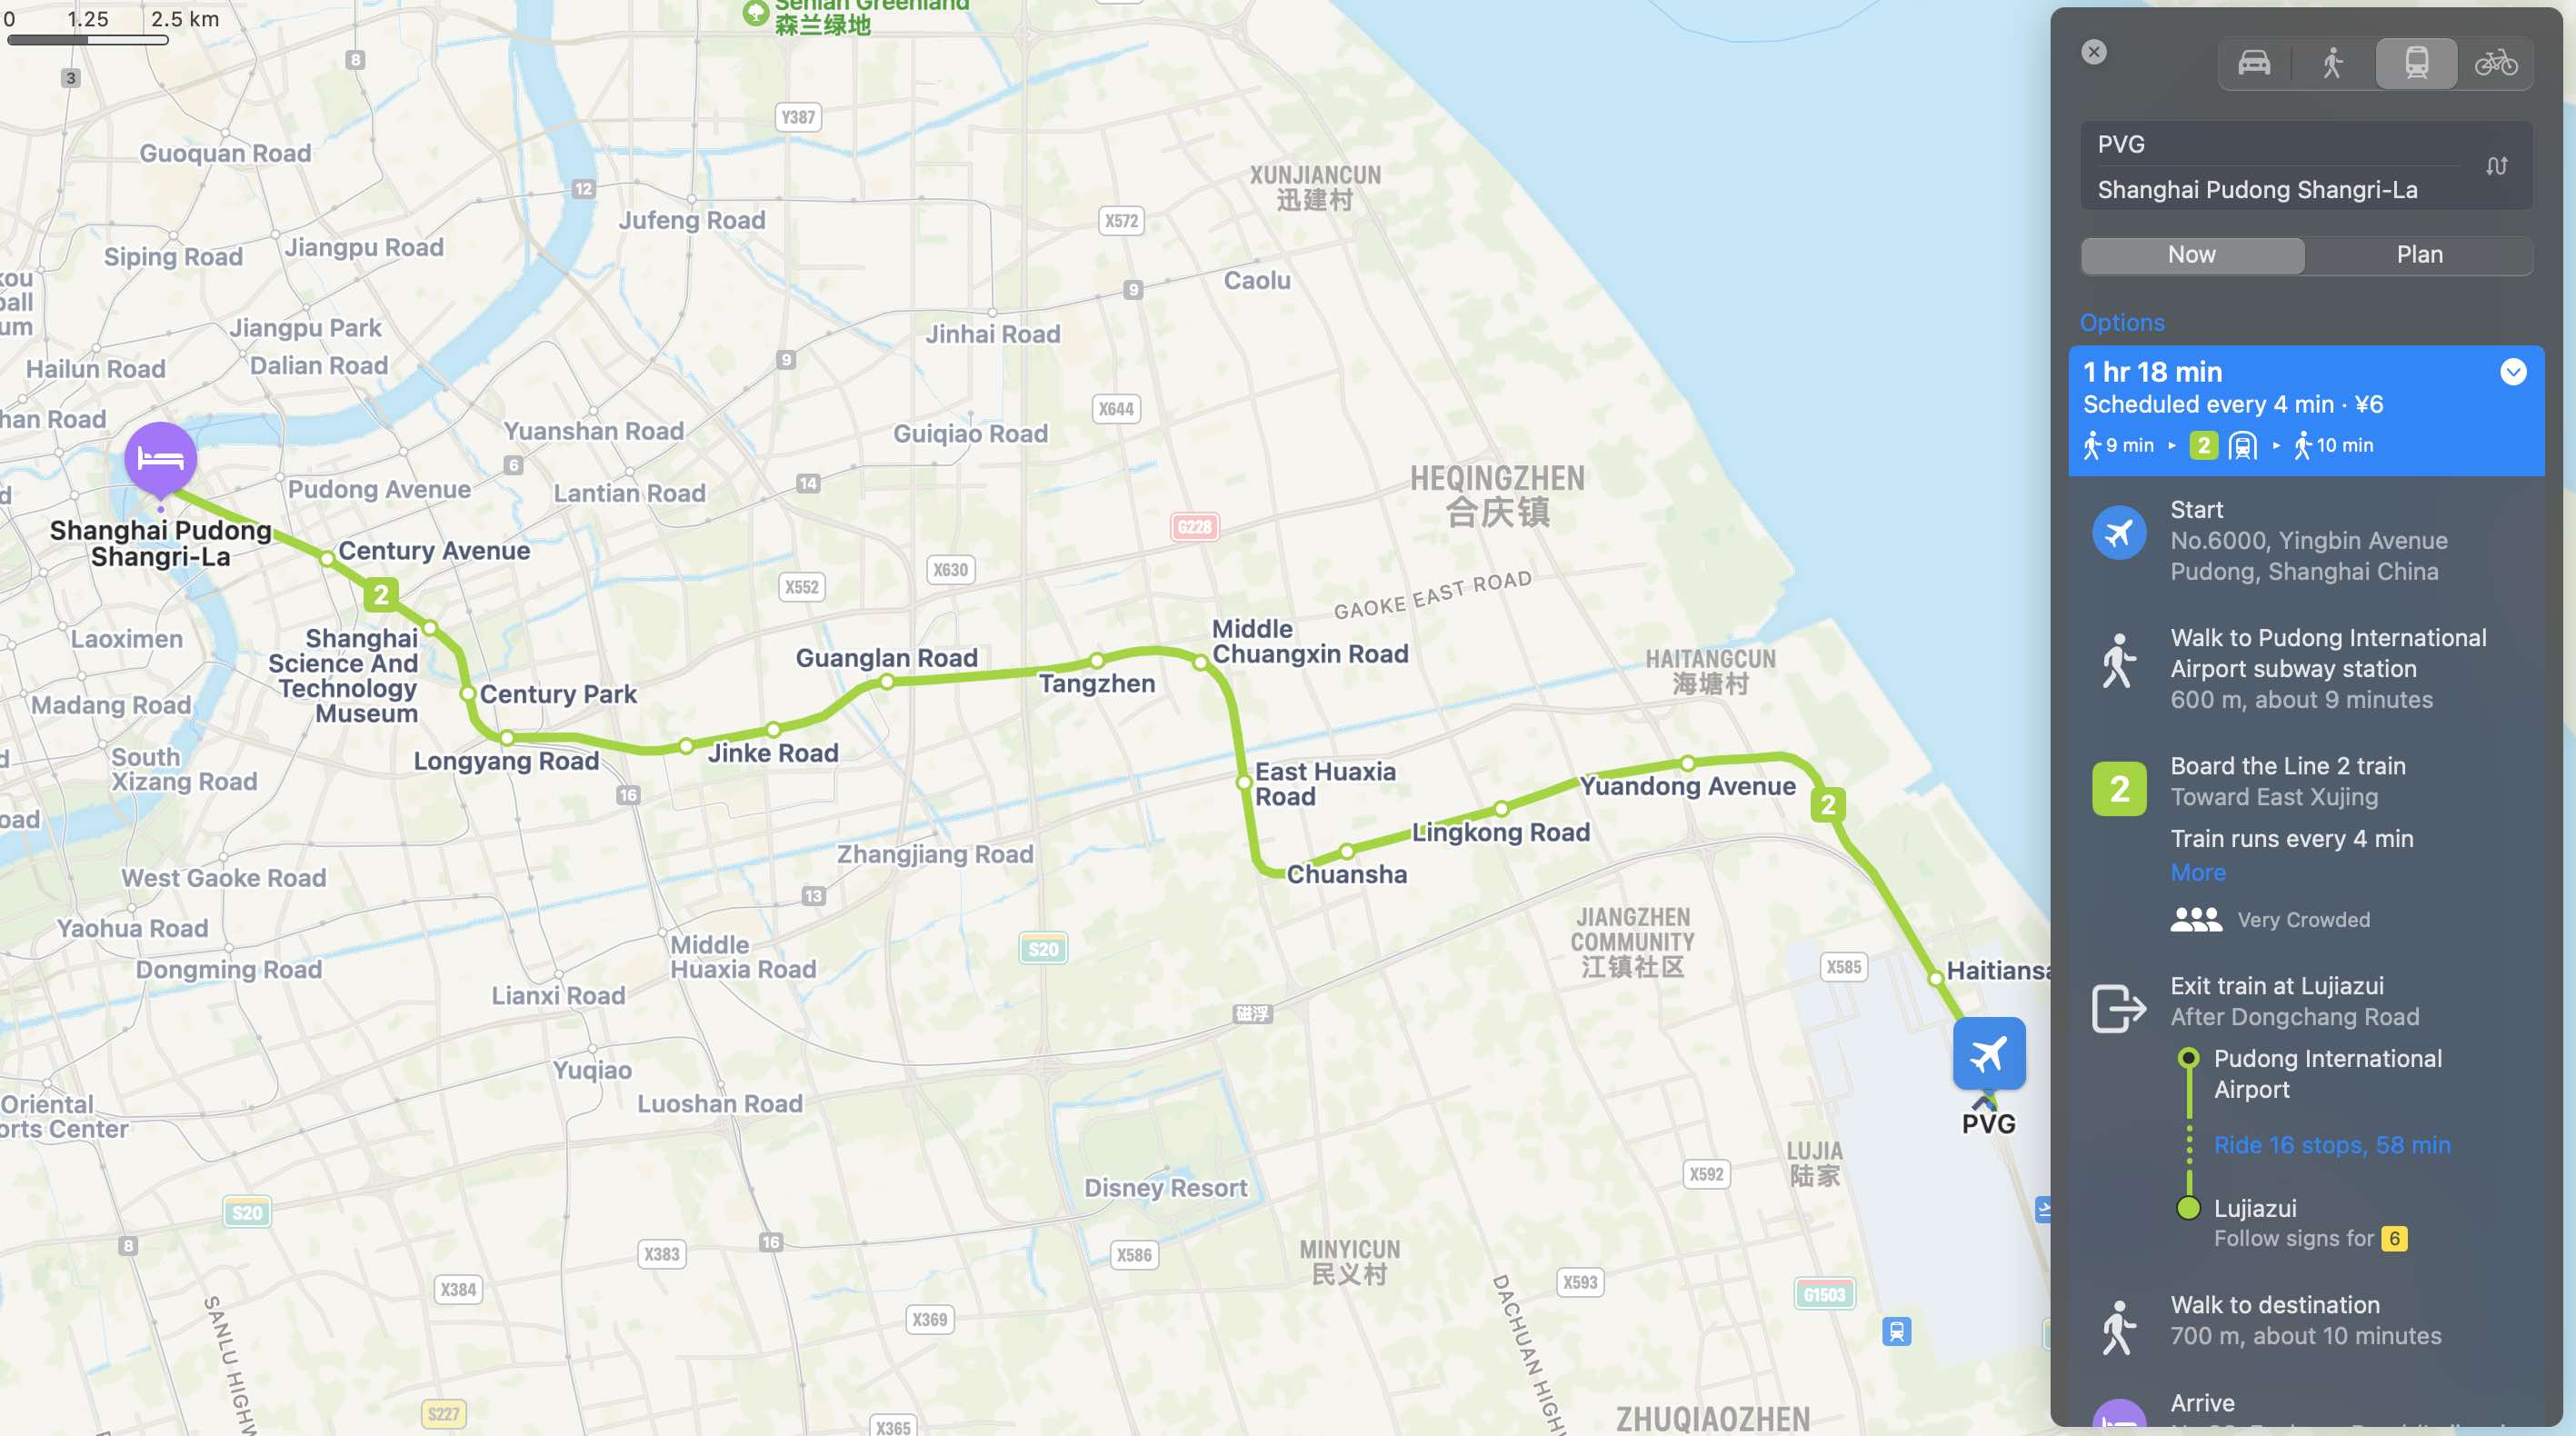 0 1.25 2.5 km
Senlan Greenland
森兰绿地
3
8
Y387
Guoquan Road
12
XUNJIANCUN
迅建村
Jufeng Road
X572
Siping Road
Jiangpu Road
Caolu
9
Jiangpu Park
Jinhai Road
Hailun Road
Dalian Road
9
X644
Yuanshan Road
Guiqiao Road
6
Pudong Avenue
Lantian Road
14
HEQINGZHEN
合庆镇
G228
Shanghai Pudong
Shangri-La
Century Avenue
2
X630
X552
GAOKE EAST ROAD
Laoximen
Shanghai
Science And
Technology
Museum
Middle
Chuangxin Road
Guanglan Road
Tangzhen
HAITANGCUN
海塘村
Madang Road
Century Park
Longyang Road
Jinke Road
South
Xizang Road
16
East Huaxia
Road
Yuandong Avenue
2
Lingkong Road
Zhangjiang Road
Chuansha
West Gaoke Road
13
Yaohua Road
Middle
Huaxia Road
S20
JIANGZHEN
COMMUNITY
江镇社区
X585
Haitiansa
Dongming Road
Lianxi Road
磁浮
Yuqiao
Luoshan Road
Oriental
orts Center
PVG
LUJIA
陆家
Disney Resort
X592
S20
8
16
X383
X586
MINYICUN
民义村
X384
X593
G1503
X369
SANLU HIGHW
DACHUAN HIGHW
S227
X365
ZHUQIAOZHEN
PVG
Shanghai Pudong Shangri-La
Now Plan
Options
1 hr 18 min
Scheduled every 4 min · ¥6
9 min ▸ 2 ▸ 10 min
Start
No.6000, Yingbin Avenue
Pudong, Shanghai China
Walk to Pudong International
Airport subway station
600 m, about 9 minutes
2
Board the Line 2 train
Toward East Xujing
Train runs every 4 min
More
Very Crowded
Exit train at Lujiazui
After Dongchang Road
Pudong International
Airport
Ride 16 stops, 58 min
Lujiazui
Follow signs for 6
Walk to destination
700 m, about 10 minutes
Arrive